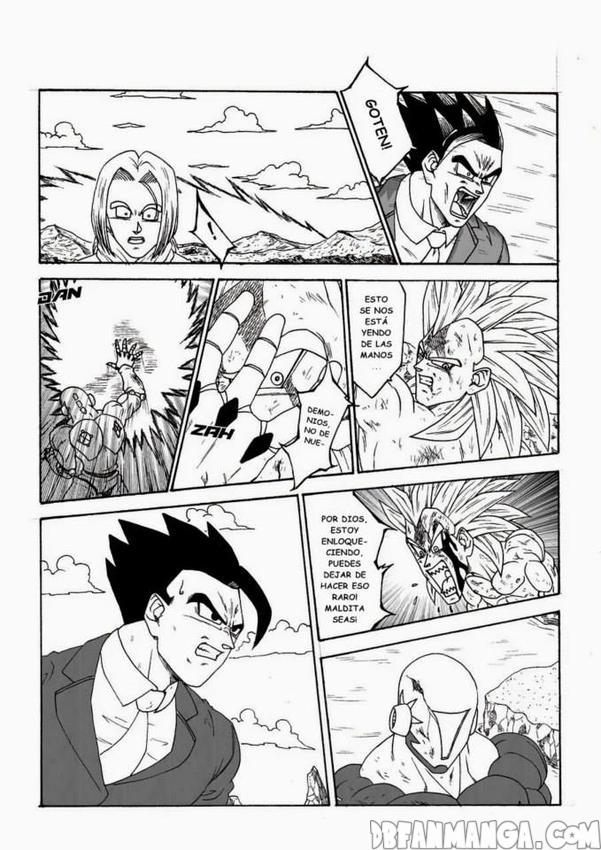 GOTEN!
...!
DAN
ZAH
DEMO-
NIOS,
NO DE
NUE-
ESTO
SE NOS
ESTÁ
YENDO
DE LAS
MANOS
...
POR DIOS,
ESTOY
ENLOQUE-
CIENDO,
PUEDES
DEJAR DE
HACER ESO
RARO! MALDITA
SEAS!
DBFANMANGA.COM